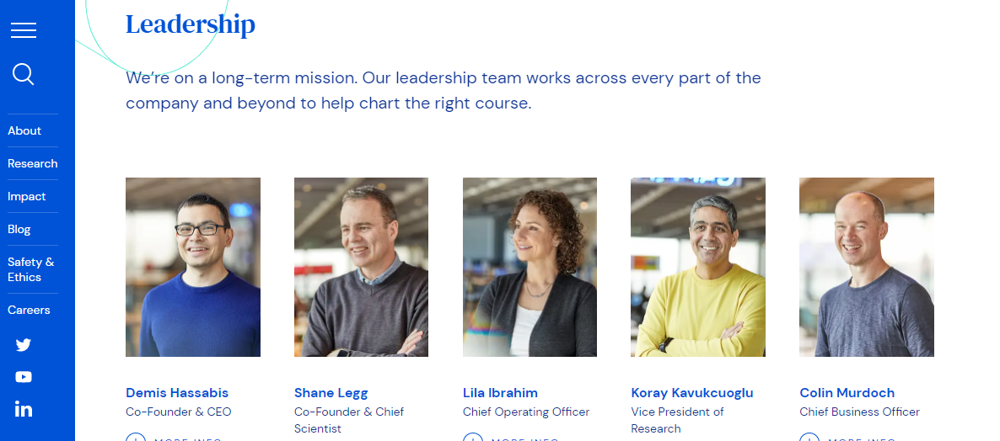 Leadership
We're on a long-term mission. Our leadership team works across every part of the
company and beyond to help chart the right course.
About
Research
Impact
Blog
Safety &
Ethics
Careers
Demis Hassabis
Co-Founder & CEO
MORE INFO
Shane Legg
Co-Founder & Chief
Scientist
Lila Ibrahim
Chief Operating Officer
MORE INFO
Koray Kavukcuoglu
Vice President of
Research
Colin Murdoch
Chief Business Officer
MORE INFO